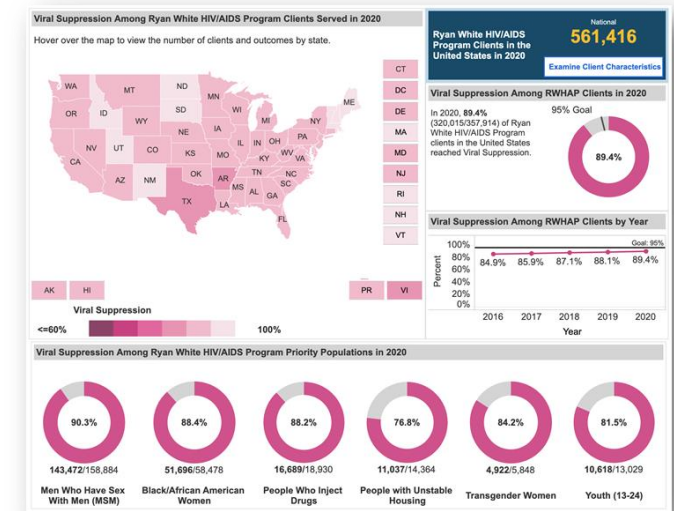 Viral Suppression Among Ryan White HIV/AIDS Program Clients Served in 2020
Hover over the map to view the number of clients and outcomes by state.
WA
MT
ND
MN
ME
OR
ID
SD
WI
MI
NY
WY
IA
PA
NE
NV
UT
CO
IL
IN
OH
KS
MO
WV
VA
CA
KY
OK
TN
NC
AZ
NM
AR
SC
MS
AL
GA
TX
LA
FL
CT
DC
DE
MA
MD
NJ
RI
NH
VT
AK
HI
PR
VI
Viral Suppression
<=60%
100%
Ryan White HIV/AIDS
Program Clients in the
United States in 2020
National
561,416
Examine Client Characteristics
Viral Suppression Among RWHAP Clients in 2020
In 2020, 89.4%
(320,015/357,914) of Ryan
White HIV/AIDS Program
clients in the United States
reached Viral Suppression.
95% Goal
89.4%
Viral Suppression Among RWHAP Clients by Year
Goal: 95%
Percent
100%
80%
60%
40%
20%
0%
84.9% 85.9% 87.1% 88.1% 89.4%
2016 2017 2018 2019 2020
Year
Viral Suppression Among Ryan White HIV/AIDS Program Priority Populations in 2020
90.3%
143,472/158,884
Men Who Have Sex
With Men (MSM)
88.4%
51,696/58,478
Black/African American
Women
88.2%
16,689/18,930
People Who Inject
Drugs
76.8%
11,037/14,364
People with Unstable
Housing
84.2%
4,922/5,848
Transgender Women
81.5%
10,618/13,029
Youth (13-24)